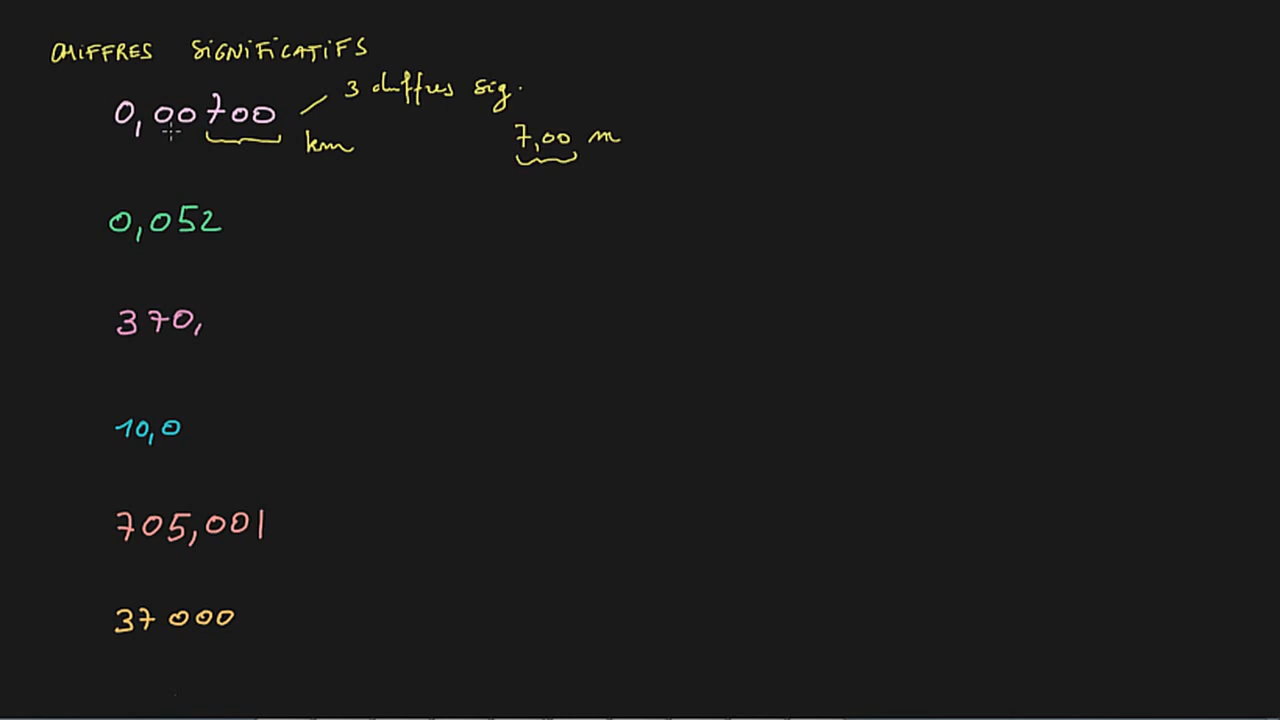 CHIFFRES SIGNIFICATIFS
0,00700 3 chiffres sig.
km 7,00 m
0,052
370,
10,0
705,001
37 000